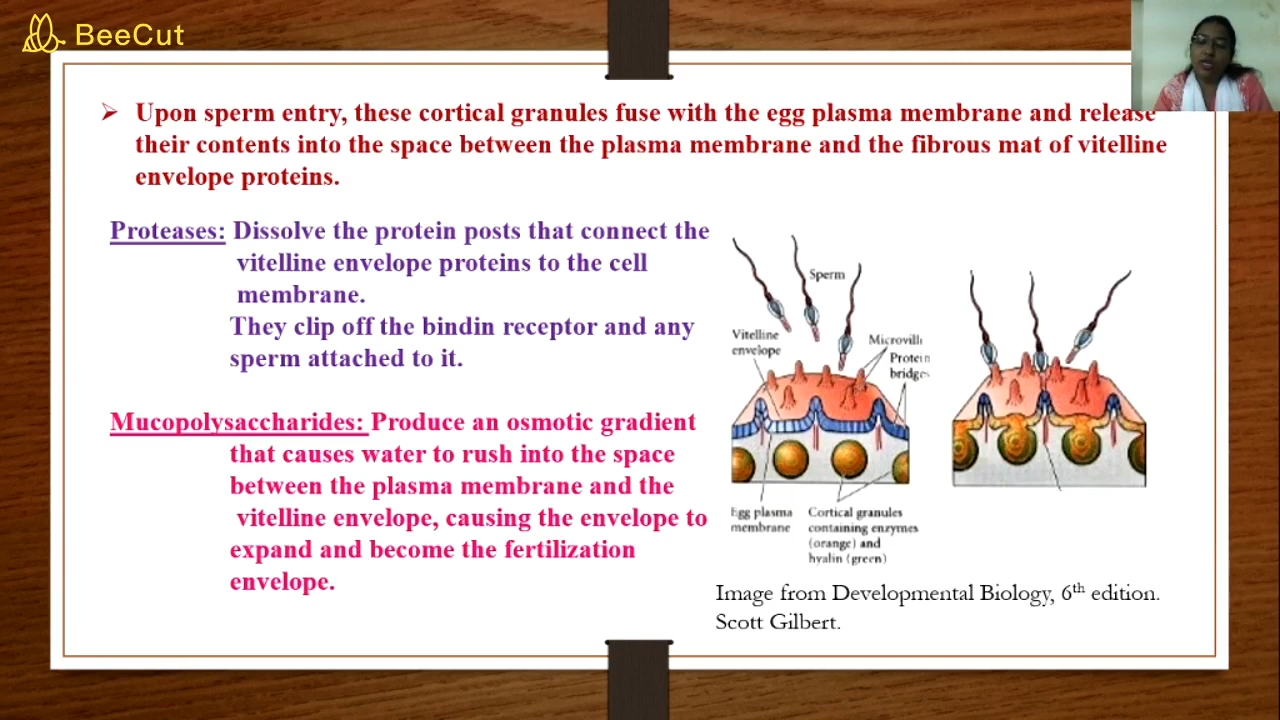 BeeCut
➢ Upon sperm entry, these cortical granules fuse with the egg plasma membrane and release
their contents into the space between the plasma membrane and the fibrous mat of vitelline
envelope proteins.
Proteases: Dissolve the protein posts that connect the
vitelline envelope proteins to the cell
membrane.
They clip off the bindin receptor and any
sperm attached to it.
Mucopolysaccharides: Produce an osmotic gradient
that causes water to rush into the space
between the plasma membrane and the
vitelline envelope, causing the envelope to
expand and become the fertilization
envelope.
Sperm
Vitelline
envelope
Microvilli
Protein
bridges
Egg plasma
membrane
Cortical granules
containing enzymes
(orange) and
hyalin (green)
Image from Developmental Biology, 6th edition.
Scott Gilbert.